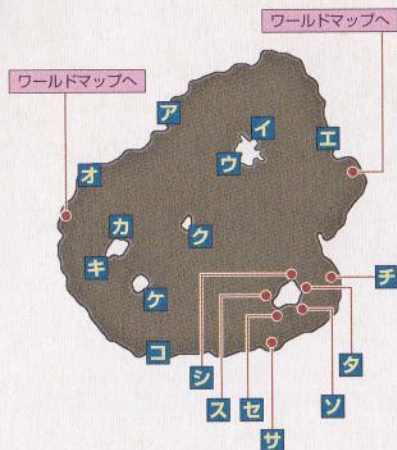 ワールドマップへ
ワールドマップへ
ア
イ
ウ
エ
オ
カ
ク
キ
ケ
チ
コ
シ
タ
ス
セ
ソ
サ